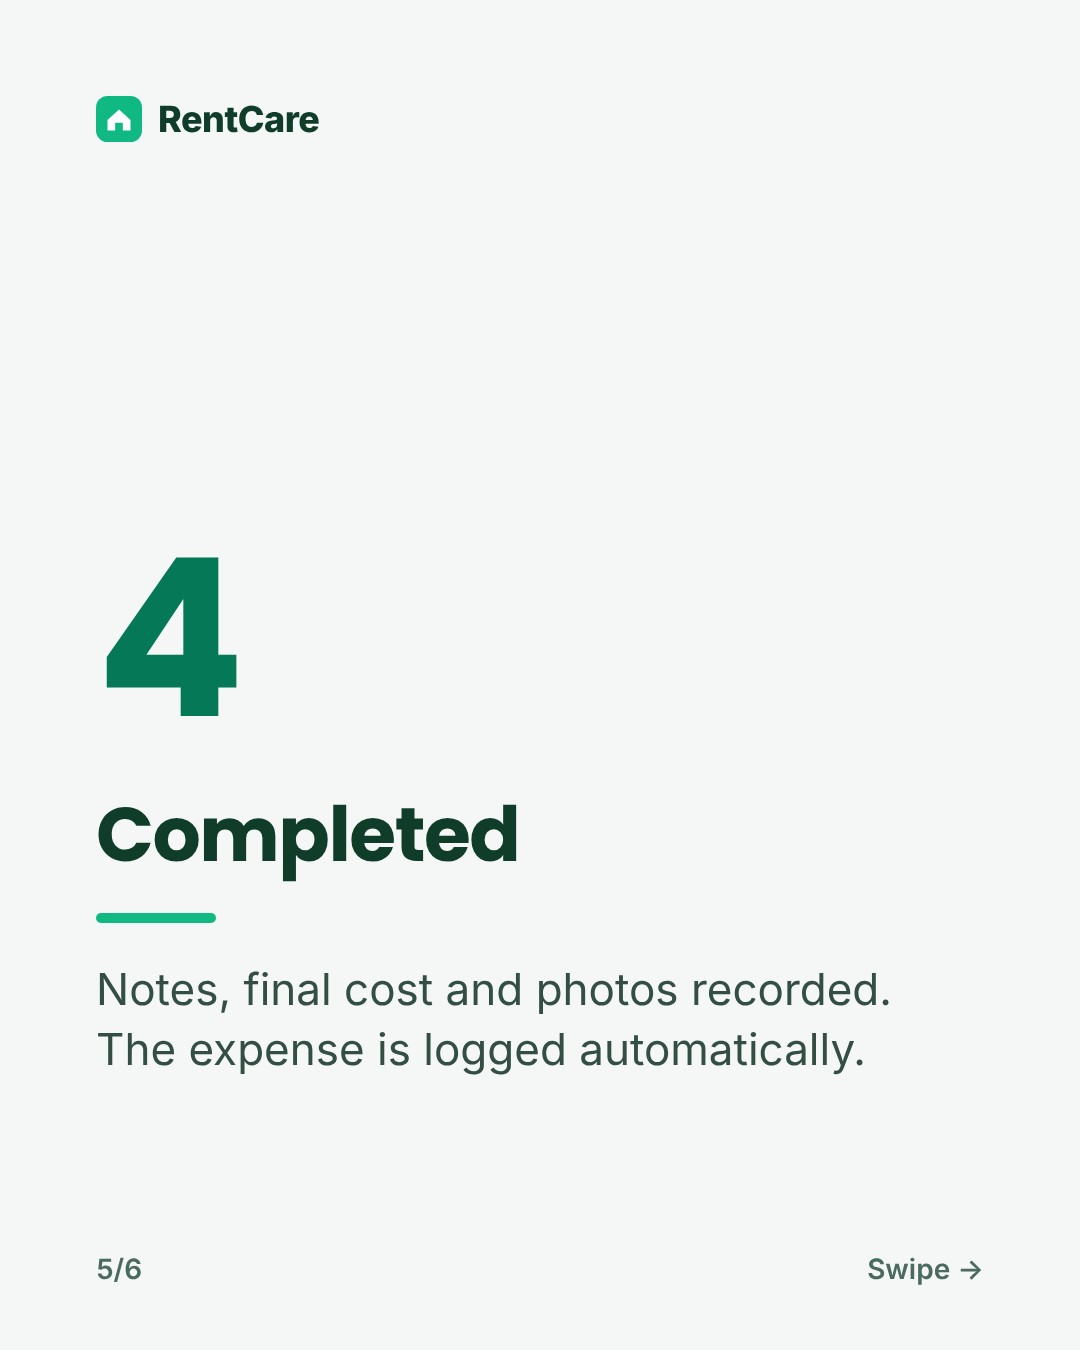 RentCare
4
Completed
Notes, final cost and photos recorded.
The expense is logged automatically.
5/6
Swipe →